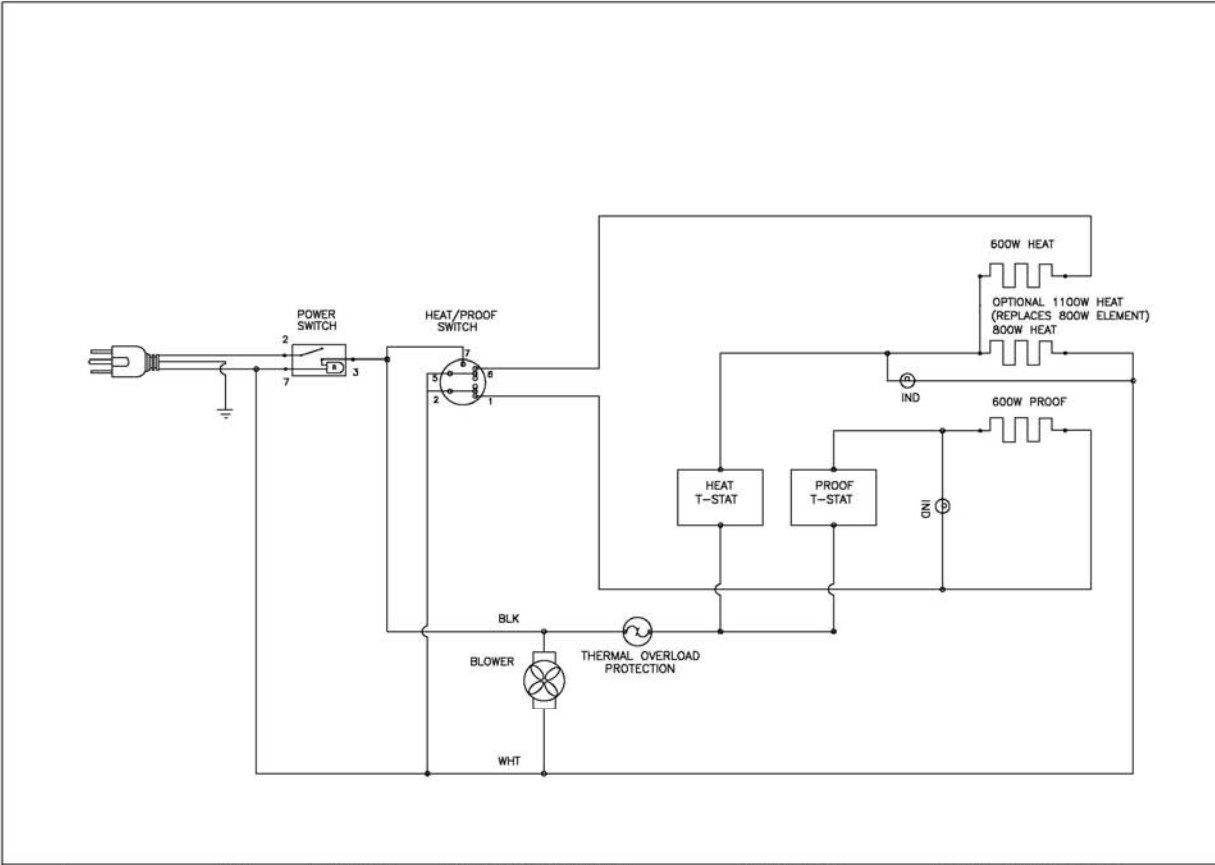 600W HEAT
OPTIONAL 1100W HEAT
(REPLACES 800W ELEMENT)
800W HEAT
POWER
SWITCH
HEAT/PROOF
SWITCH
2
7
3
R
7
5
6
2
1
IND
600W PROOF
HEAT
T-STAT
PROOF
T-STAT
IND
BLK
BLOWER
THERMAL OVERLOAD
PROTECTION
WHT